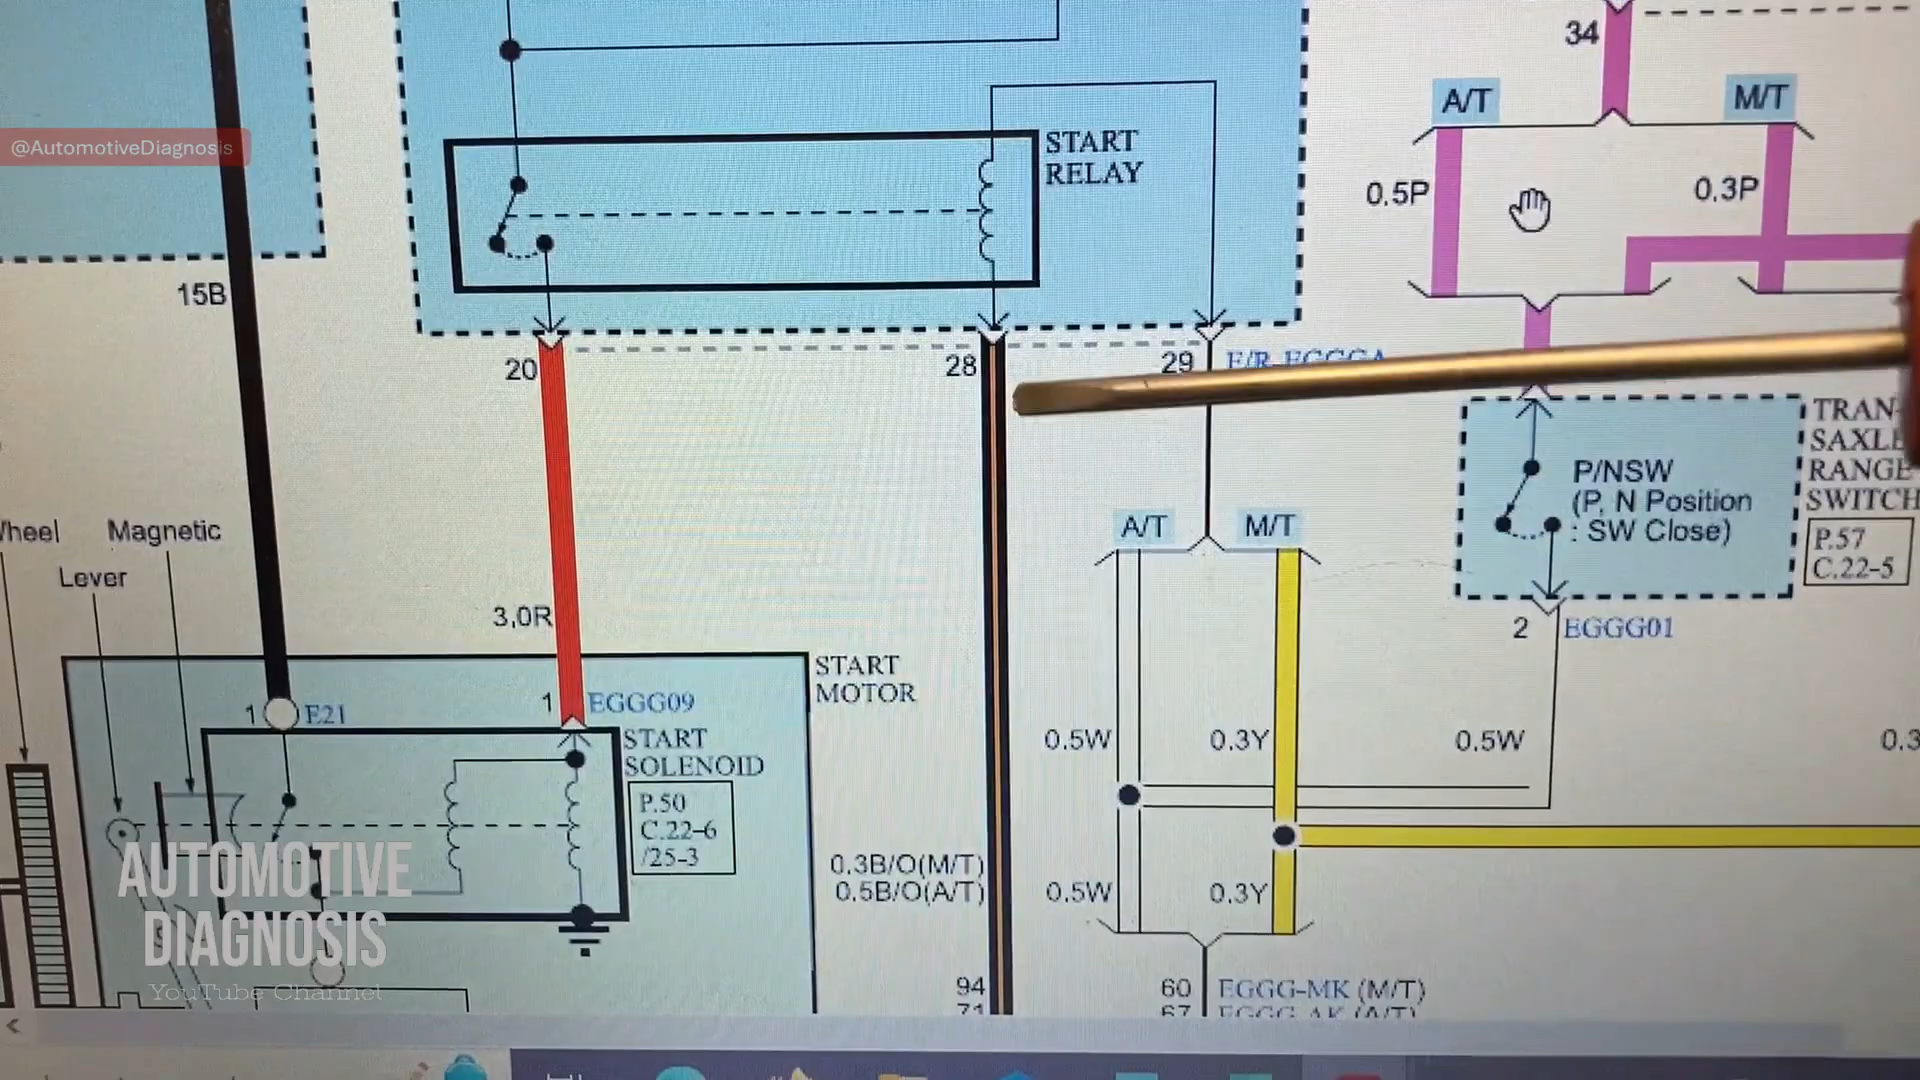 34
A/T
M/T
@AutomotiveDiagnosis
START
RELAY
0.5P
0.3P
15B
20
28
29
TRAN-
P/NSW
(P, N Position
: SW Close)
RANGE
SWITCH
P.57
C.22-5
Magnetic
Lever
A/T
M/T
3,0R
2
EGGG01
START
MOTOR
1
E21
1
EGGG09
START
SOLENOID
P.50
C.22-6
/25-3
0.5W
0.3Y
0.5W
AUTOMOTIVE
DIAGNOSIS
YouTube Channel
0.3B/O(M/T)
0.5B/O(A/T)
0.5W
0.3Y
94
60
EGGG-MK (M/T)